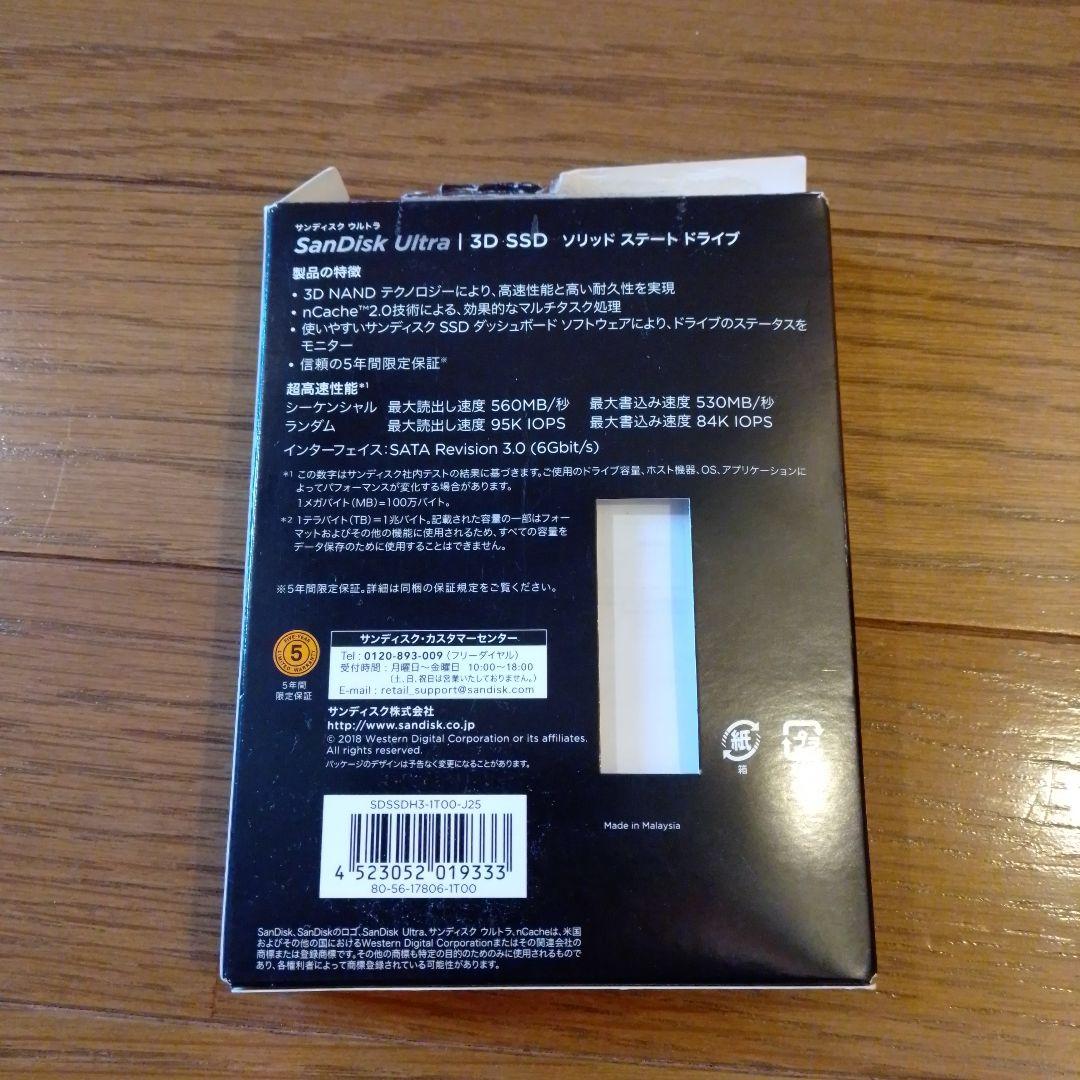 サンディスク ウルトラ
SanDisk Ultra | 3D SSD ソリッド ステート ドライブ
製品の特徴
• 3D NAND テクノロジーにより、高速性能と高い耐久性を実現
• nCache™2.0技術による、効果的なマルチタスク処理
• 使いやすいサンディスク SSD ダッシュボード ソフトウェアにより、ドライブのステータスを
モニター
• 信頼の5年間限定保証※
超高速性能*1
シーケンシャル 最大読出し速度 560MB/秒 最大書込み速度 530MB/秒
ランダム 最大読出し速度 95K IOPS 最大書込み速度 84K IOPS
インターフェイス：SATA Revision 3.0 (6Gbit/s)
*1 この数字はサンディスク社内テストの結果に基づきます。ご使用のドライブ容量、ホスト機器、OS、アプリケーションに
よってパフォーマンスが変化する場合があります。
1メガバイト（MB）=100万バイト。
*2 1テラバイト（TB）＝1兆バイト。記載された容量の一部はフォー
マットおよびその他の機能に使用されるため、すべての容量を
データ保存のために使用することはできません。
※5年間限定保証。詳細は同梱の保証規定をご覧ください。
FIVE-YEAR
5
LIMITED WARRANTY
5年間
限定保証
サンディスク・カスタマーセンター
Tel : 0120-893-009（フリーダイヤル）
受付時間：月曜日～金曜日 10:00～18:00
（土、日、祝日は営業いたしておりません。）
E-mail : retail_support@sandisk.com
サンディスク株式会社
http://www.sandisk.co.jp
© 2018 Western Digital Corporation or its affiliates.
All rights reserved.
パッケージのデザインは予告なく変更になることがあります。
紙
箱
Made in Malaysia
SDSSDH3-1T00-J25
4 523052 019333
80-56-17806-1T00
SanDisk、SanDiskのロゴ、SanDisk Ultra、サンディスク ウルトラ、nCacheは、米国
およびその他の国におけるWestern Digital Corporationまたはその関連会社の
商標または登録商標です。その他の商標も特定の目的のためのみに使用されるもので
あり、各権利者によって商標登録されている可能性があります。